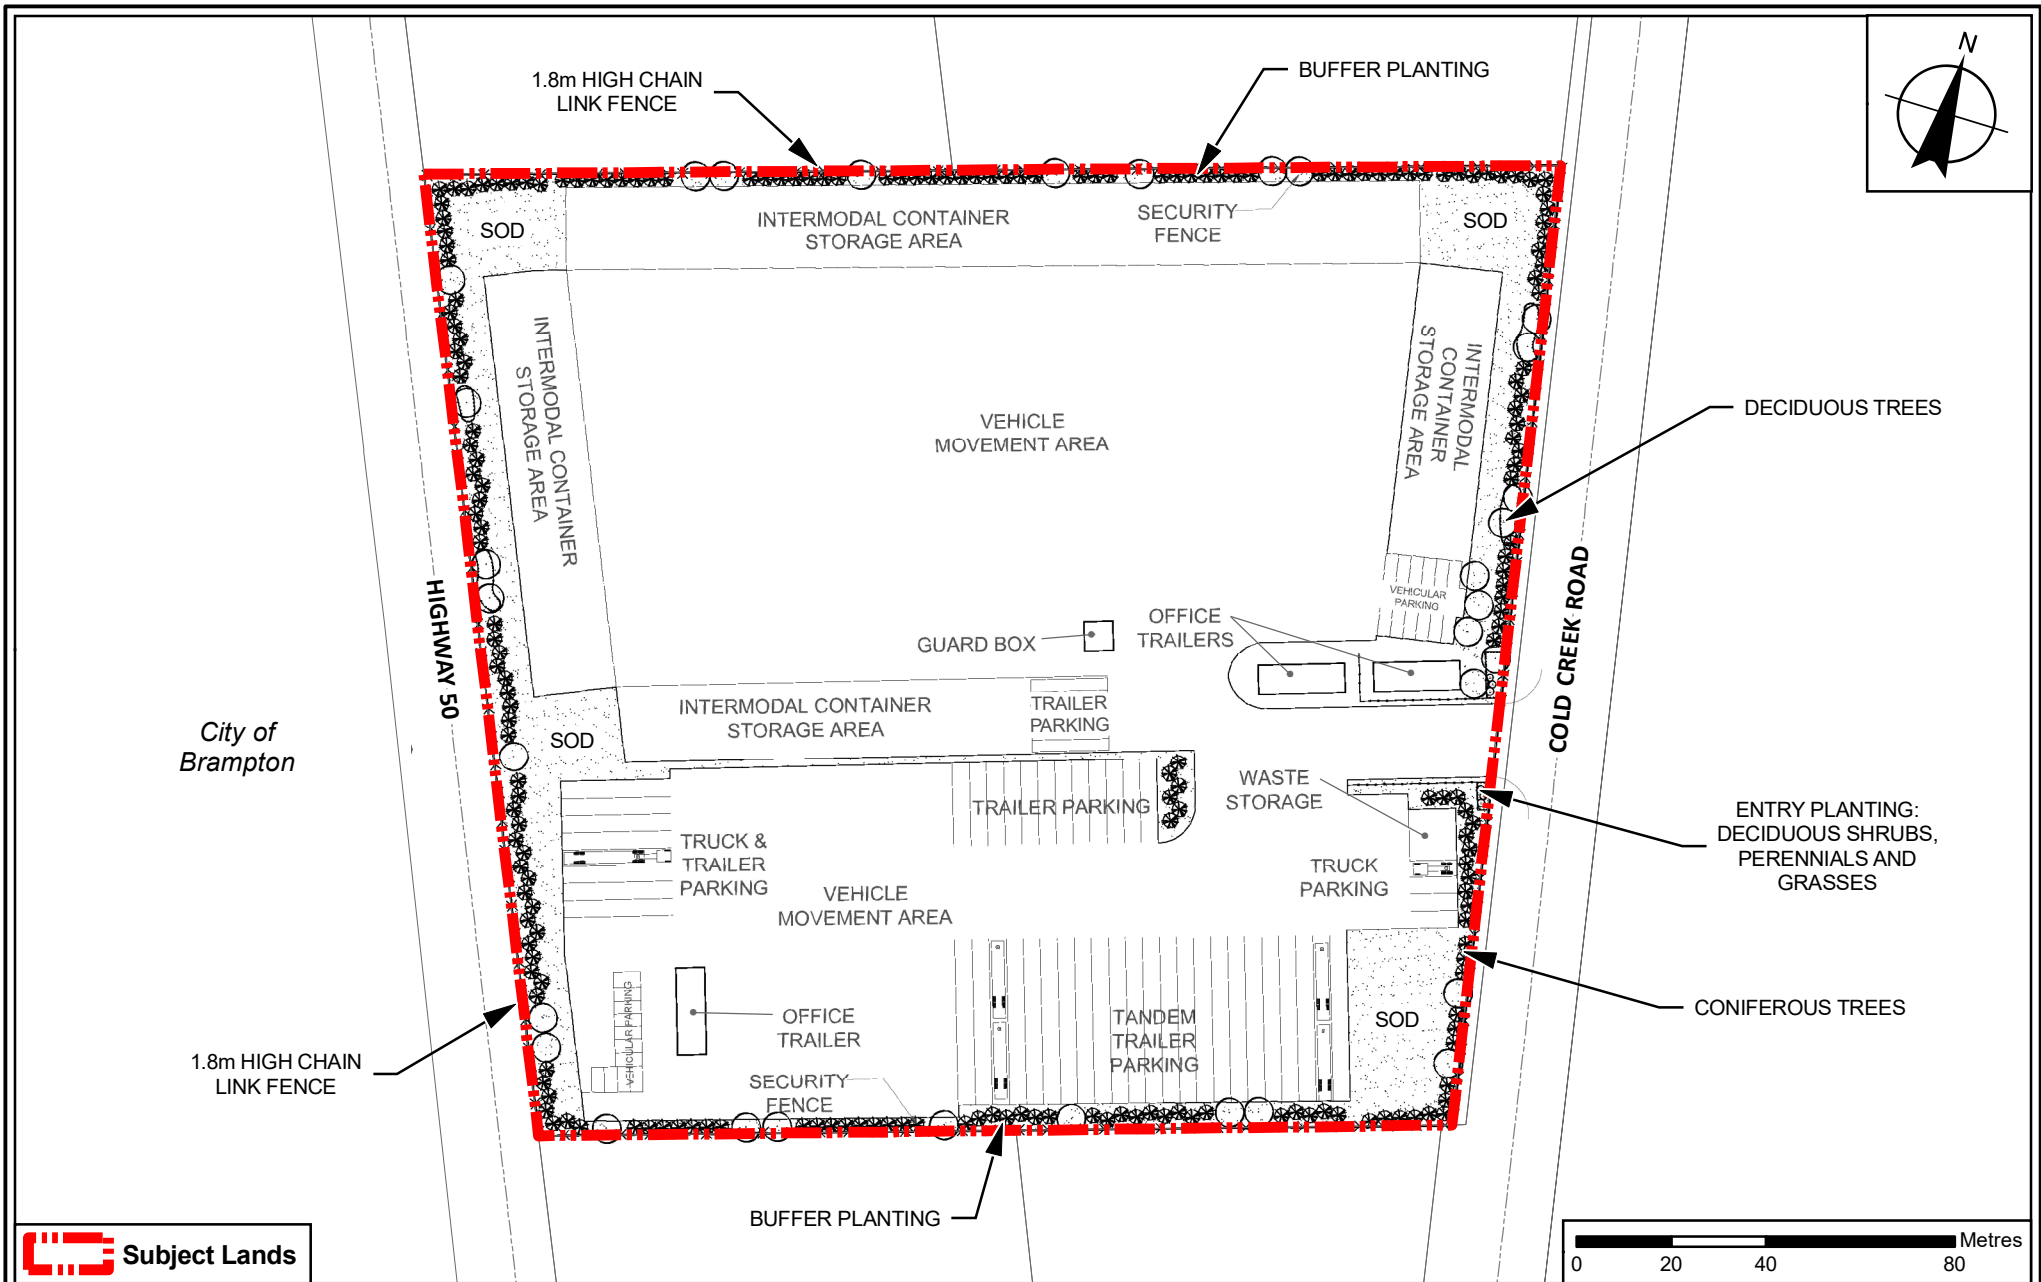 N
1.8m HIGH CHAIN
LINK FENCE
BUFFER PLANTING
SOD
INTERMODAL CONTAINER
STORAGE AREA
SECURITY
FENCE
SOD
INTERMODAL CONTAINER
STORAGE AREA
INTERMODAL
CONTAINER
STORAGE AREA
VEHICLE
MOVEMENT AREA
DECIDUOUS TREES
HIGHWAY 50
COLD CREEK ROAD
VEHICULAR
PARKING
GUARD BOX
OFFICE
TRAILERS
City of
Brampton
SOD
INTERMODAL CONTAINER
STORAGE AREA
TRAILER
PARKING
WASTE
STORAGE
TRAILER PARKING
ENTRY PLANTING:
DECIDUOUS SHRUBS,
PERENNIALS AND
GRASSES
TRUCK &
TRAILER
PARKING
VEHICLE
MOVEMENT AREA
TRUCK
PARKING
VEHICULAR PARKING
OFFICE
TRAILER
TANDEM
TRAILER
PARKING
SOD
CONIFEROUS TREES
1.8m HIGH CHAIN
LINK FENCE
SECURITY
FENCE
BUFFER PLANTING
Subject Lands
Metres
0 20 40 80